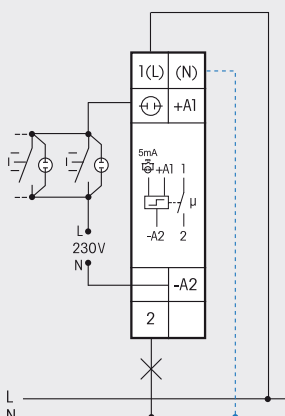 1(L) (N)
+A1
5mA
+A1 1
μ
-A2 2
L
230V
N
-A2
2
L
N